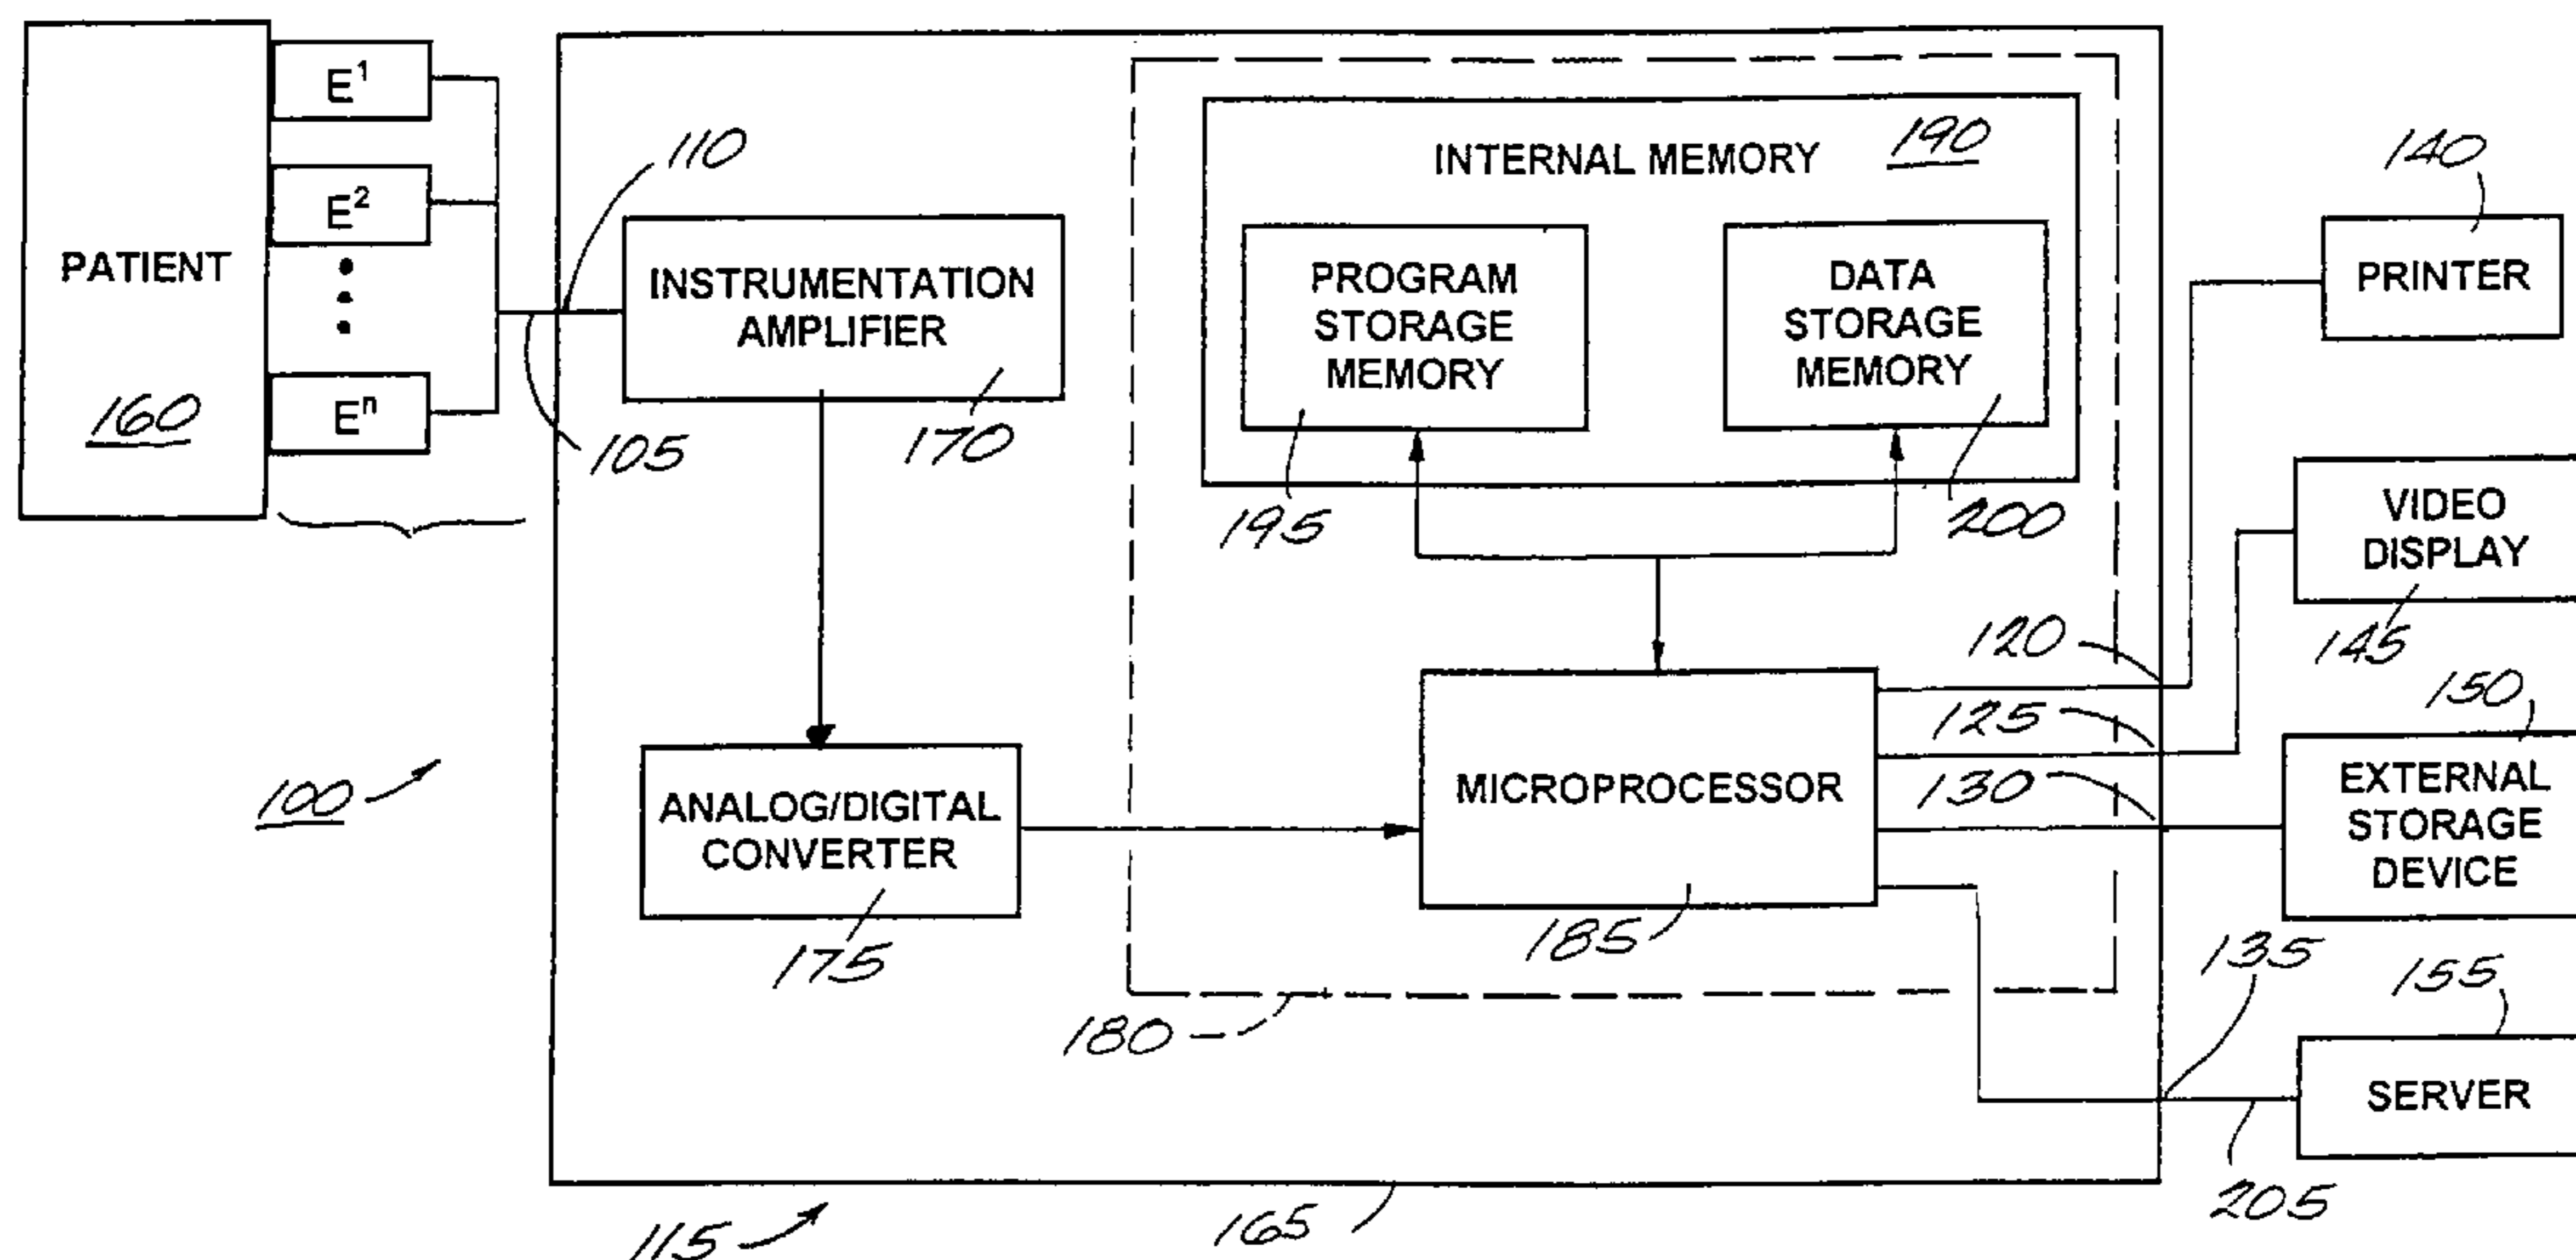 PATIENT
160
E¹
E²
Eⁿ
105
110
INSTRUMENTATION
AMPLIFIER
170
ANALOG/DIGITAL
CONVERTER
175
100
115
165
180
INTERNAL MEMORY
190
PROGRAM
STORAGE
MEMORY
195
DATA
STORAGE
MEMORY
200
MICROPROCESSOR
185
120
125
130
135
140
PRINTER
VIDEO
DISPLAY
145
150
EXTERNAL
STORAGE
DEVICE
155
SERVER
205